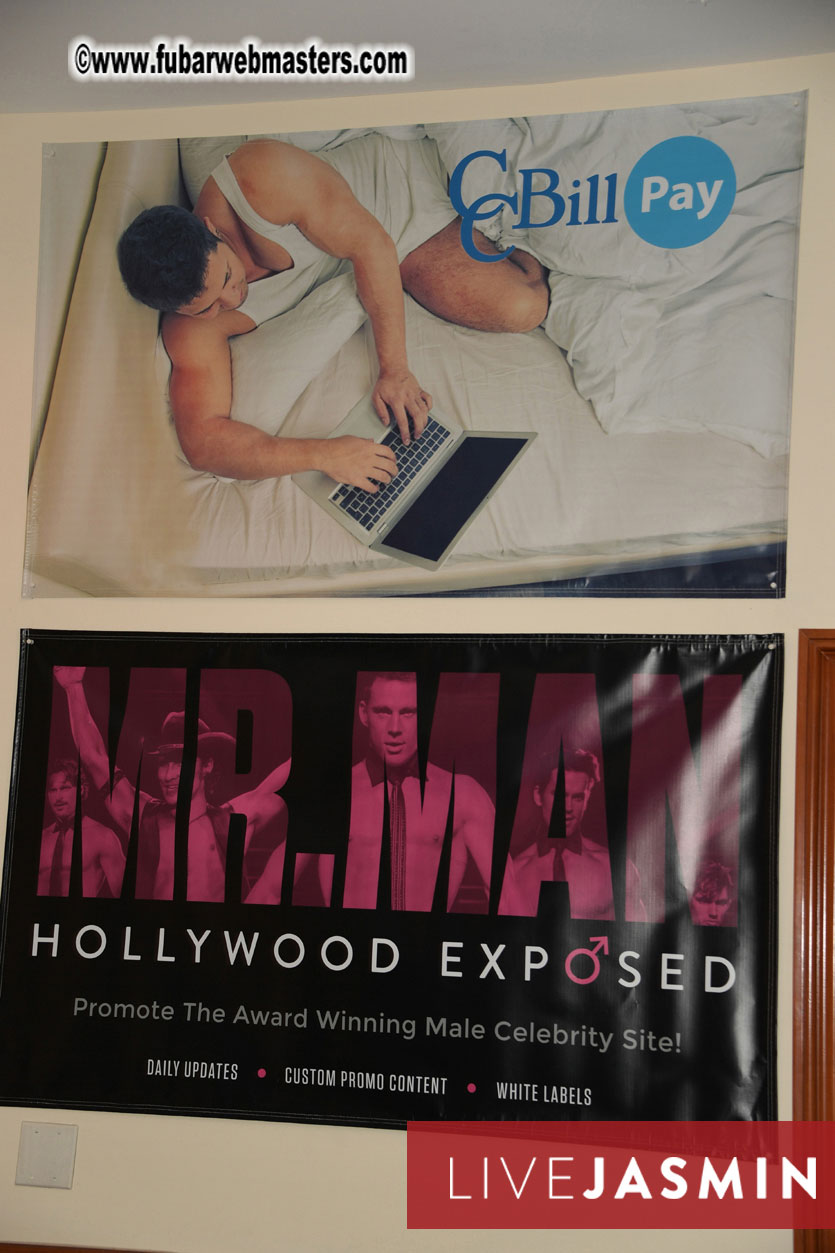 ©www.fubarwebmasters.com
CCBill Pay
MR. MAN
HOLLYWOOD EXPOSED
Promote The Award Winning Male Celebrity Site!
DAILY UPDATES • CUSTOM PROMO CONTENT • WHITE LABELS
LIVEJASMIN